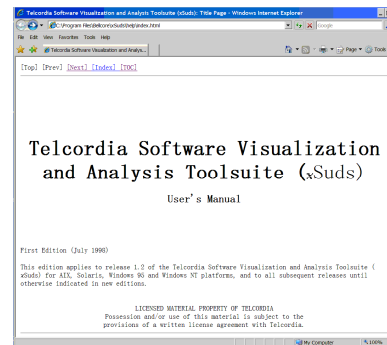 Telcordia Software Visualization and Analysis Toolsuite (xSuds): Title Page - Windows Internet Explorer
C:\Program Files\Bellcore\xSuds\help\index.html
Google
File Edit View Favorites Tools Help
Telcordia Software Visualization and Analys...
Page Tools
[Top] [Prev] [Next] [Index] [TOC]
Telcordia Software Visualization
and Analysis Toolsuite (xSuds)
User's Manual
First Edition (July 1998)
This edition applies to release 1.2 of the Telcordia Software Visualization and Analysis Toolsuite (
xSuds) for AIX, Solaris, Windows 95 and Windows NT platforms, and to all subsequent releases until
otherwise indicated in new editions.
LICENSED MATERIAL PROPERTY OF TELCORDIA
Possession and/or use of this material is subject to the
provisions of a written license agreement with Telcordia.
My Computer 100%